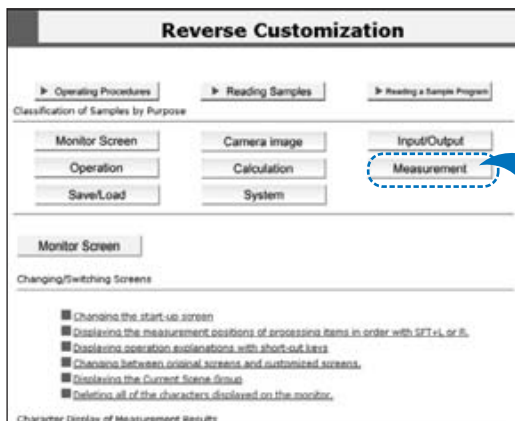 Reverse Customization
▶ Operating Procedures ▶ Reading Samples ▶ Reading a Sample Program
Classification of Samples by Purpose
Monitor Screen Camera image Input/Output
Operation Calculation Measurement
Save/Load System
Monitor Screen
Changing/Switching Screens
Changing the start-up screen
Displaying the measurement positions of processing items in order with SFT+L or R.
Displaying operation explanations with short-cut keys
Changing between original screens and customized screens.
Displaying the Current Scene Group
Deleting all of the characters displayed on the monitor.
Character Display of Measurement Results